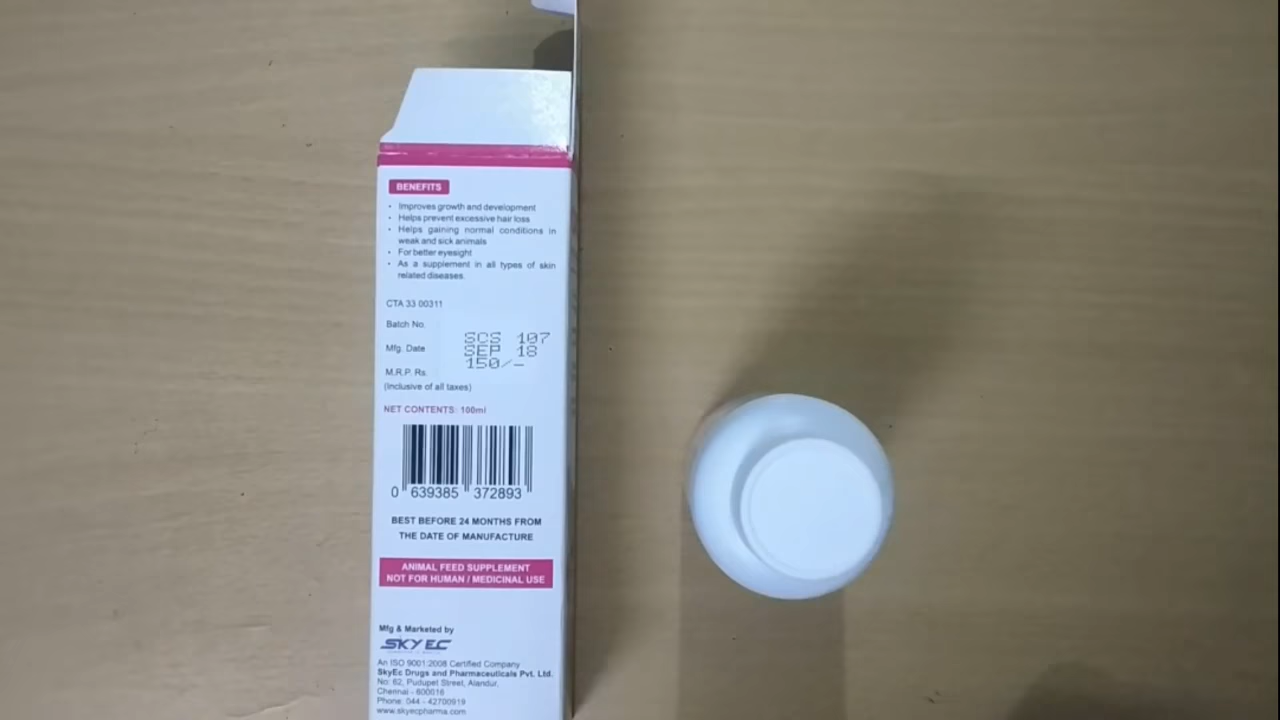 BENEFITS
• Improves growth and development
• Helps prevent excessive hair loss
• Helps gaining normal conditions in
weak and sick animals
• For better eyesight
• As a supplement in all types of skin
related diseases.
CTA 33 00311
Batch No.
SCS 107
Mfg. Date
SEP 18
M.R.P. Rs.
150/-
(Inclusive of all taxes)
NET CONTENTS: 100ml
0 639385 372893
BEST BEFORE 24 MONTHS FROM
THE DATE OF MANUFACTURE
ANIMAL FEED SUPPLEMENT
NOT FOR HUMAN / MEDICINAL USE
Mfg & Marketed by
SKY EC
An ISO 9001:2008 Certified Company
SkyEc Drugs and Pharmaceuticals Pvt. Ltd.
No: 62, Pudupet Street, Alandur,
Chennai - 600016
Phone: 044 - 42700919
www.skyecpharma.com